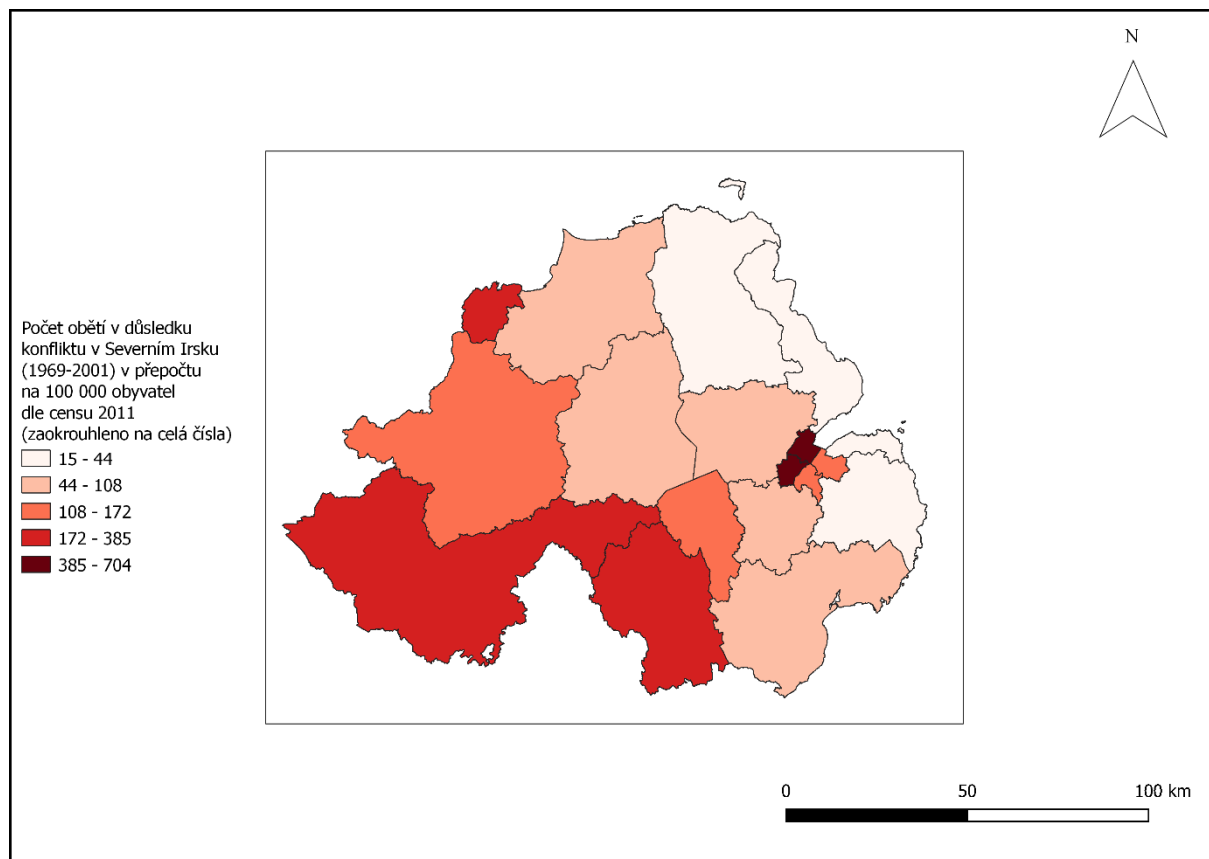 N
Počet obětí v důsledku
konfliktu v Severním Irsku
(1969-2001) v přepočtu
na 100 000 obyvatel
dle censu 2011
(zaokrouhleno na celá čísla)
15 - 44
44 - 108
108 - 172
172 - 385
385 - 704
0 50 100 km